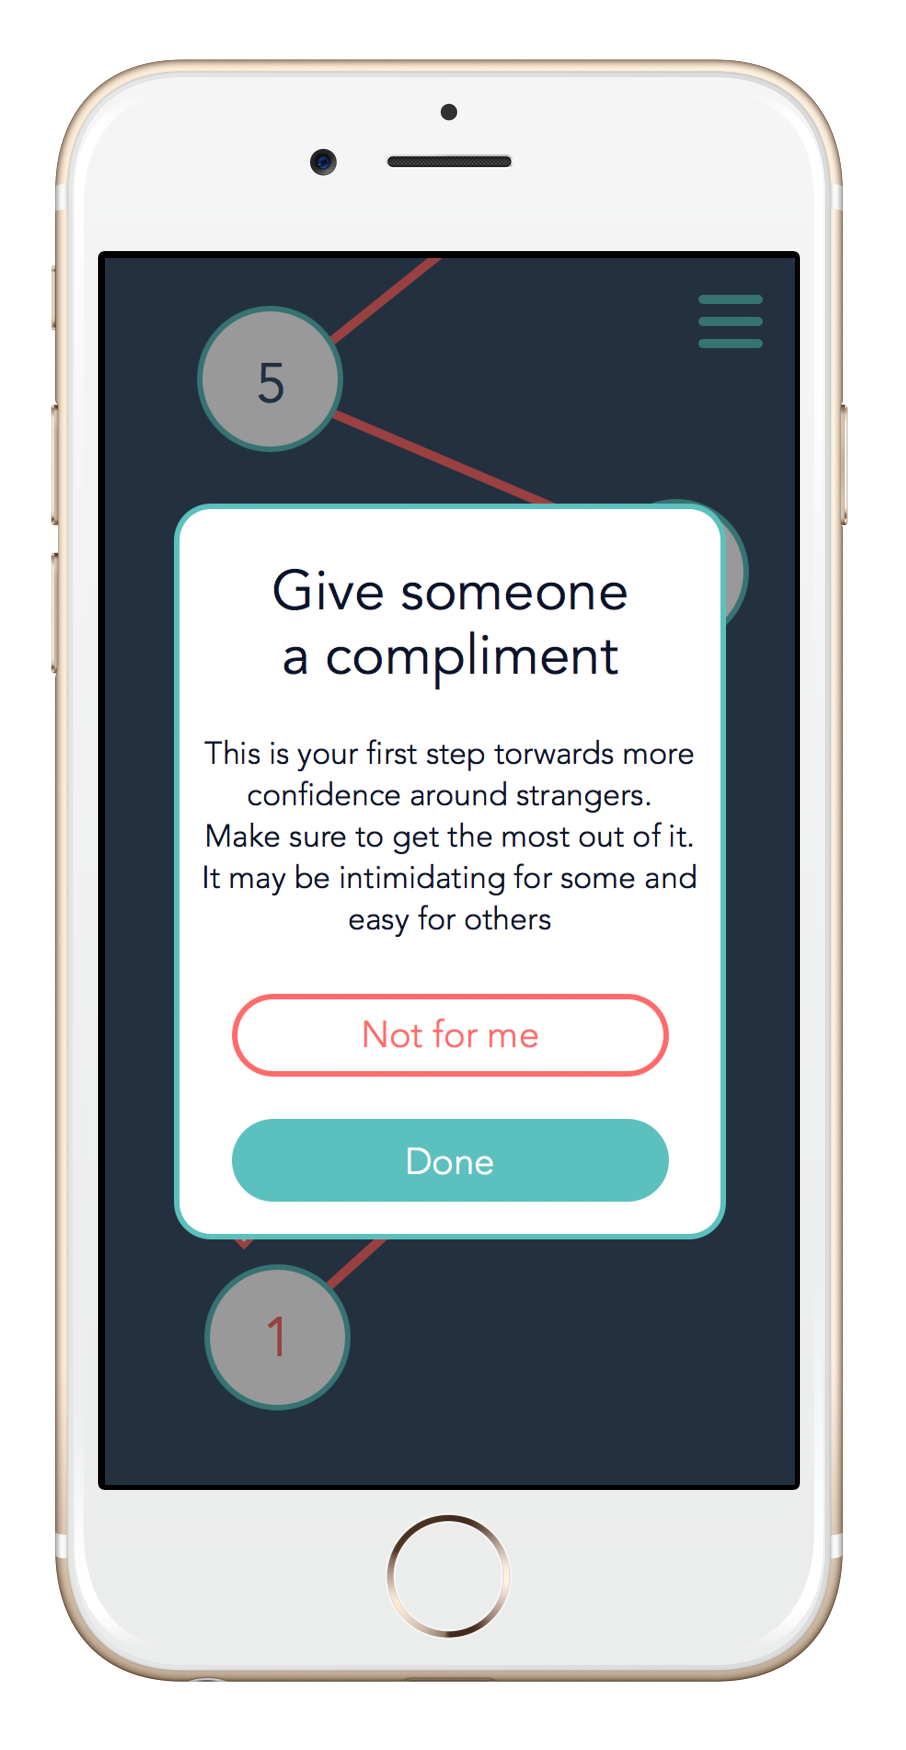 5
Give someone
a compliment
This is your first step torwards more
confidence around strangers.
Make sure to get the most out of it.
It may be intimidating for some and
easy for others
Not for me
Done
1